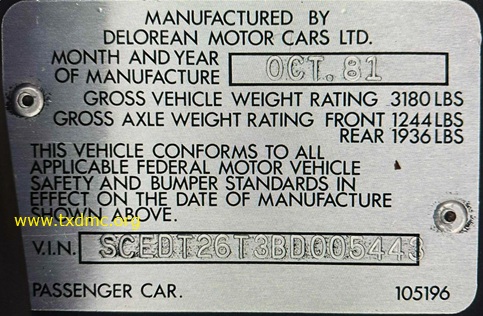 MANUFACTURED BY
DELOREAN MOTOR CARS LTD.
MONTH AND YEAR
OF MANUFACTURE OCT.81
GROSS VEHICLE WEIGHT RATING 3180 LBS
GROSS AXLE WEIGHT RATING FRONT 1244 LBS
REAR 1936 LBS
THIS VEHICLE CONFORMS TO ALL
APPLICABLE FEDERAL MOTOR VEHICLE
SAFETY AND BUMPER STANDARDS IN
EFFECT ON THE DATE OF MANUFACTURE
SHOWN ABOVE.
www.txdmc.org
V.I.N. SCEDT26T3BD005443
PASSENGER CAR. 105196